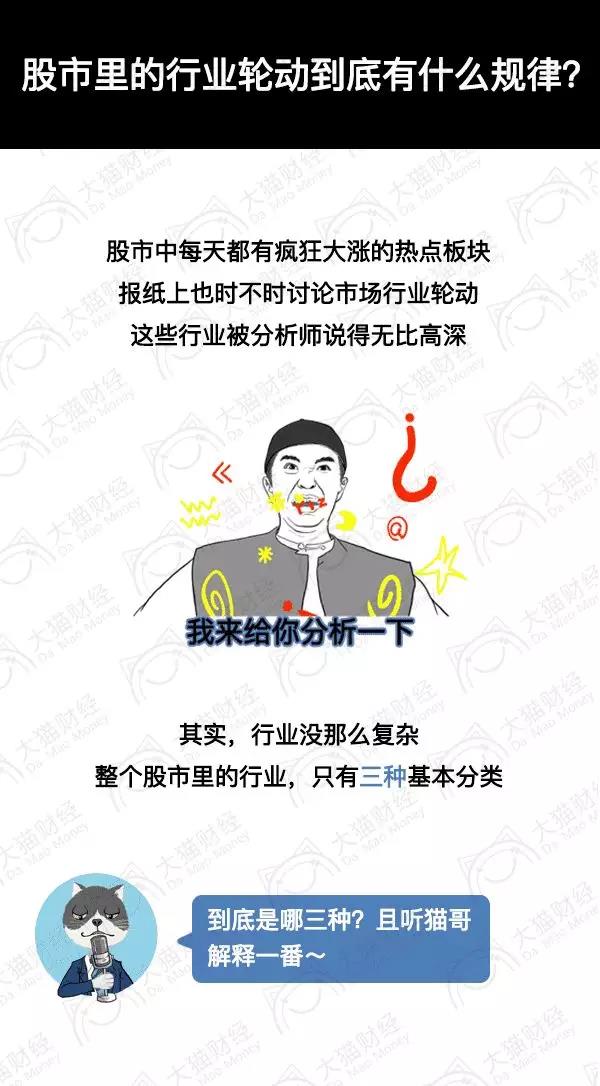 股市里的行业轮动到底有什么规律?
股市中每天都有疯狂大涨的热点板块
报纸上也时不时讨论市场行业轮动
这些行业被分析师说得无比高深
@
我来给你分析一下
其实，行业没那么复杂
整个股市里的行业，只有三种基本分类
到底是哪三种？且听猫哥
解释一番～
大猫财经
Da Mao Money